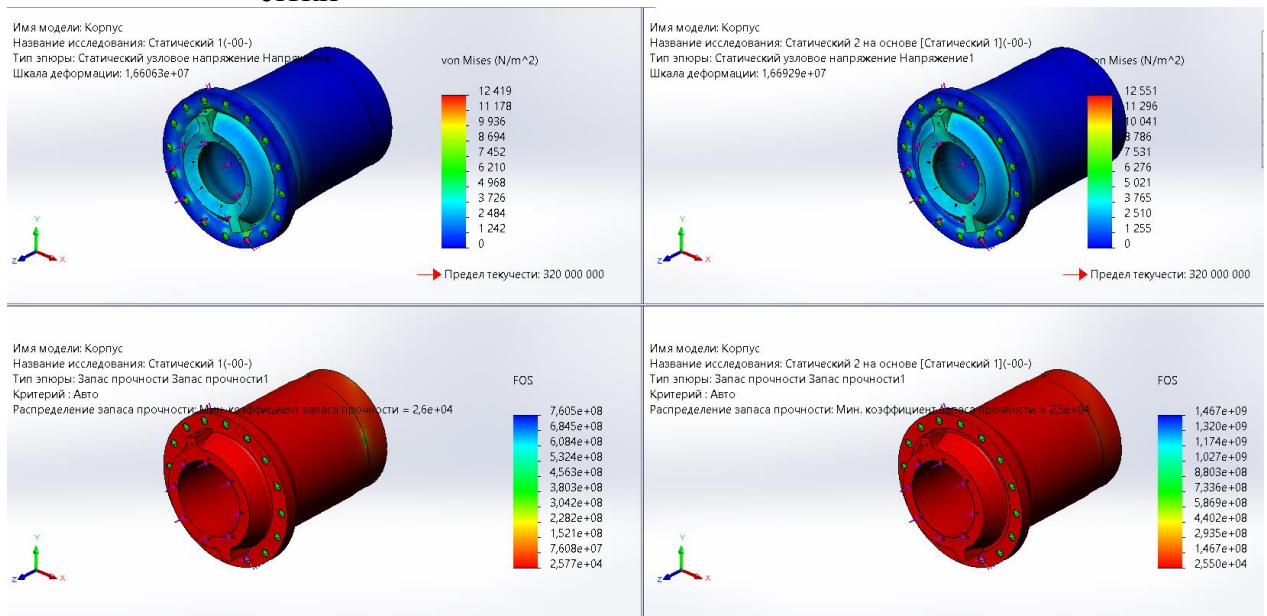 Имя модели: Корпус
Название исследования: Статический 1(-00-)
Тип эпюры: Статический узловое напряжение Напряжение1
Шкала деформации: 1,66063e+07
von Mises (N/m^2)
12 419
11 178
9 936
8 694
7 452
6 210
4 968
3 726
2 484
1 242
0
Предел текучести: 320 000 000
Y
Z
X
Имя модели: Корпус
Название исследования: Статический 2 на основе [Статический 1](-00-)
Тип эпюры: Статический узловое напряжение Напряжение1
Шкала деформации: 1,66929e+07
von Mises (N/m^2)
12 551
11 296
10 041
8 786
7 531
6 276
5 021
3 765
2 510
1 255
0
Предел текучести: 320 000 000
Y
Z
X
Имя модели: Корпус
Название исследования: Статический 1(-00-)
Тип эпюры: Запас прочности Запас прочности1
Критерий : Авто
Распределение запаса прочности: Мин. коэффициент запаса прочности = 2,6e+04
FOS
7,605e+08
6,845e+08
6,084e+08
5,324e+08
4,563e+08
3,803e+08
3,042e+08
2,282e+08
1,521e+08
7,608e+07
2,577e+04
Y
Z
X
Имя модели: Корпус
Название исследования: Статический 2 на основе [Статический 1](-00-)
Тип эпюры: Запас прочности Запас прочности1
Критерий : Авто
Распределение запаса прочности: Мин. коэффициент запаса прочности = 2,5e+04
FOS
1,467e+09
1,320e+09
1,174e+09
1,027e+09
8,803e+08
7,336e+08
5,869e+08
4,402e+08
2,935e+08
1,467e+08
2,550e+04
Y
Z
X